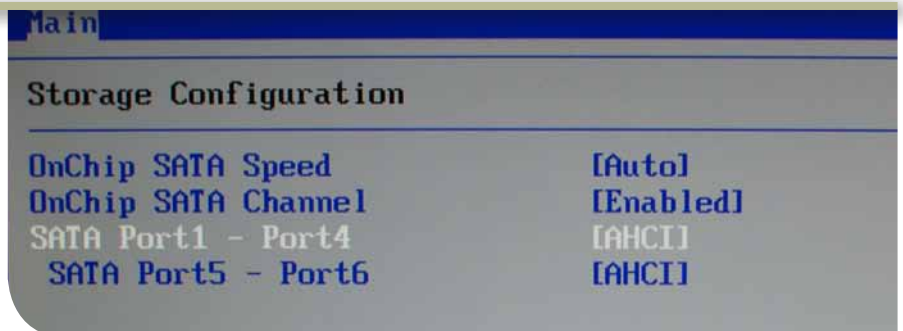 Main
Storage Configuration
OnChip SATA Speed [Auto]
OnChip SATA Channel [Enabled]
SATA Port1 - Port4 [AHCI]
SATA Port5 - Port6 [AHCI]